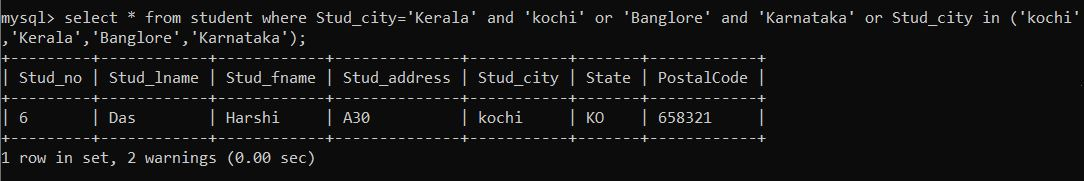 mysql> select * from student where Stud_city='Kerala' and 'kochi' or 'Banglore' and 'Karnataka' or Stud_city in ('kochi'
,'Kerala','Banglore','Karnataka');
+---------+------------+------------+--------------+-----------+-------+------------+
| Stud_no | Stud_lname | Stud_fname | Stud_address | Stud_city | State | PostalCode |
+---------+------------+------------+--------------+-----------+-------+------------+
| 6       | Das        | Harshi     | A30          | kochi     | KO    | 658321     |
+---------+------------+------------+--------------+-----------+-------+------------+
1 row in set, 2 warnings (0.00 sec)